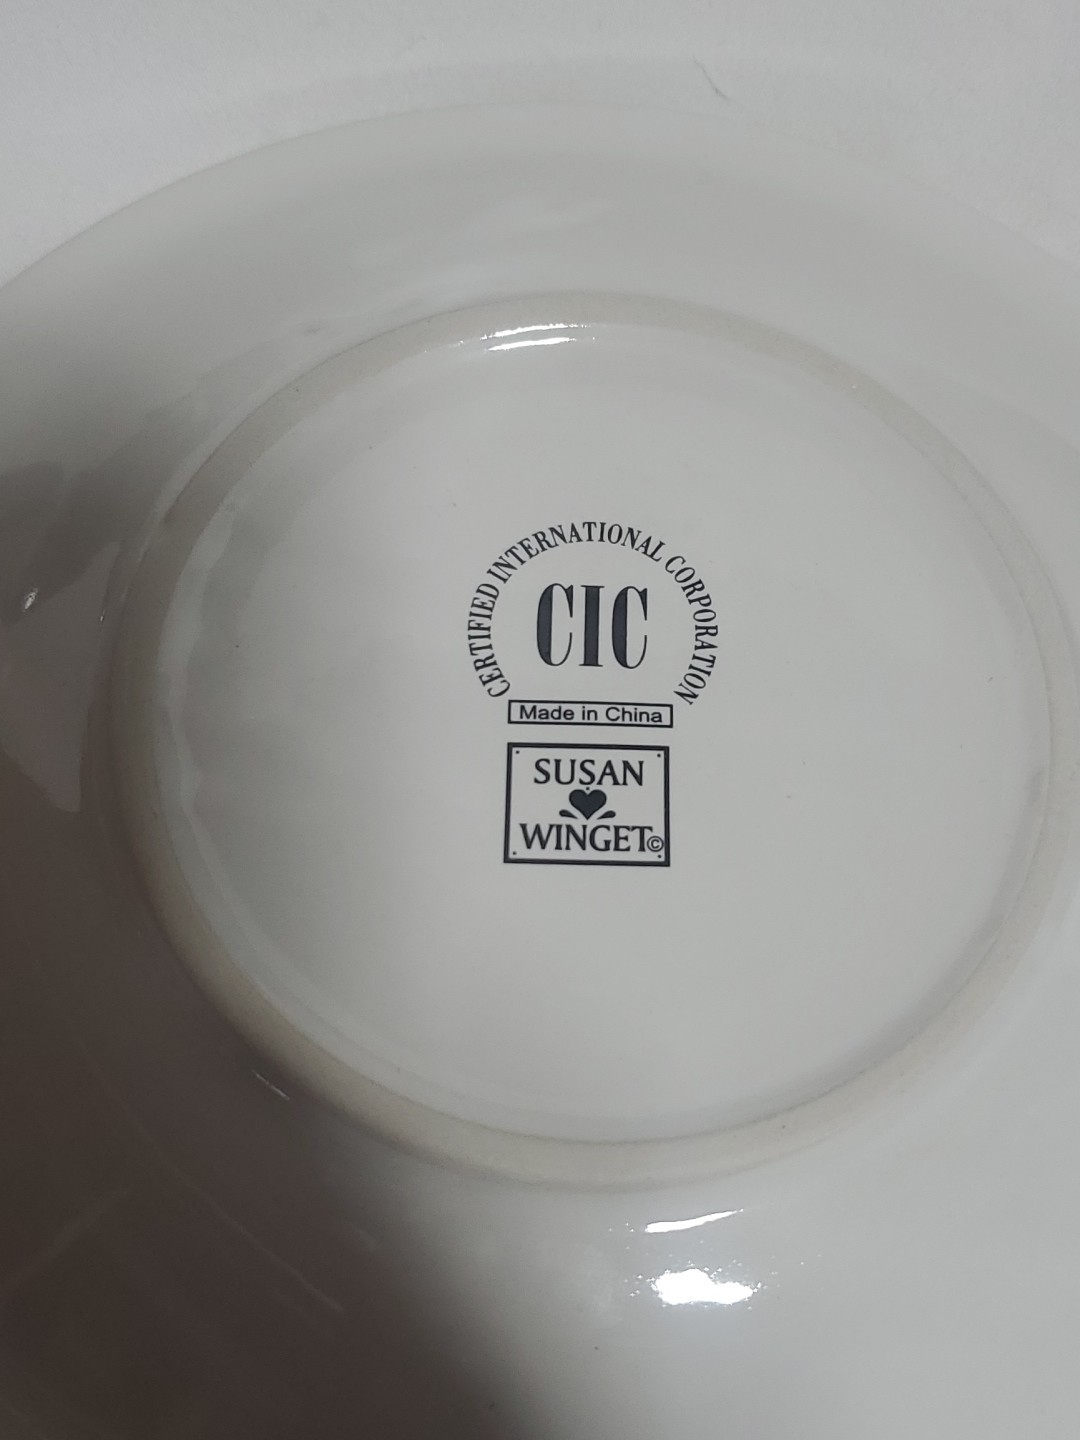 CERTIFIED INTERNATIONAL CORPORATION
CIC
Made in China
SUSAN
WINGET©